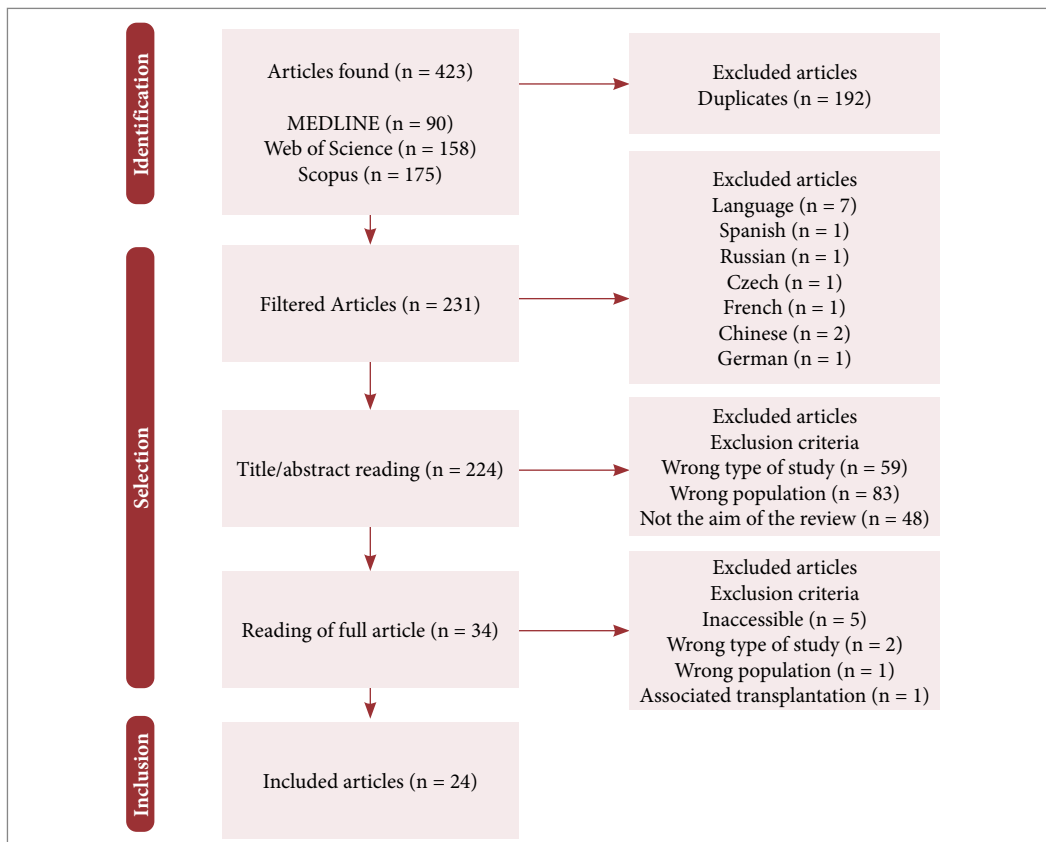 Identification
Articles found (n = 423)
MEDLINE (n = 90)
Web of Science (n = 158)
Scopus (n = 175)
Excluded articles
Duplicates (n = 192)
Selection
Filtered Articles (n = 231)
Excluded articles
Language (n = 7)
Spanish (n = 1)
Russian (n = 1)
Czech (n = 1)
French (n = 1)
Chinese (n = 2)
German (n = 1)
Title/abstract reading (n = 224)
Excluded articles
Exclusion criteria
Wrong type of study (n = 59)
Wrong population (n = 83)
Not the aim of the review (n = 48)
Reading of full article (n = 34)
Excluded articles
Exclusion criteria
Inaccessible (n = 5)
Wrong type of study (n = 2)
Wrong population (n = 1)
Associated transplantation (n = 1)
Inclusion
Included articles (n = 24)